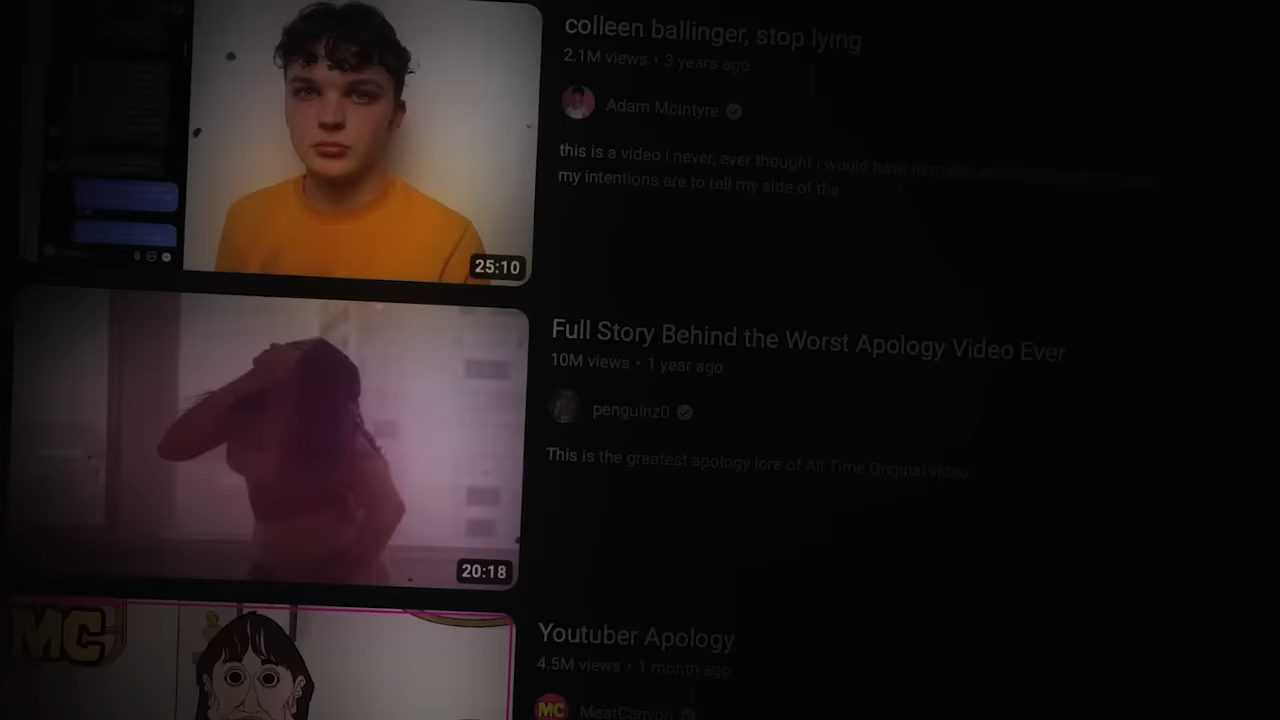 colleen ballinger, stop lying
2.1M views • 3 years ago
Adam McIntyre
this is a video i never, ever thought i would have
my intentions are to tell my side of the
25:10
Full Story Behind the Worst Apology Video Ever
10M views • 1 year ago
penguinz0
This is the greatest apology lore of All Time Original video
20:18
MC
Youtuber Apology
4.5M views • 1 month ago
MC MeatCanyon